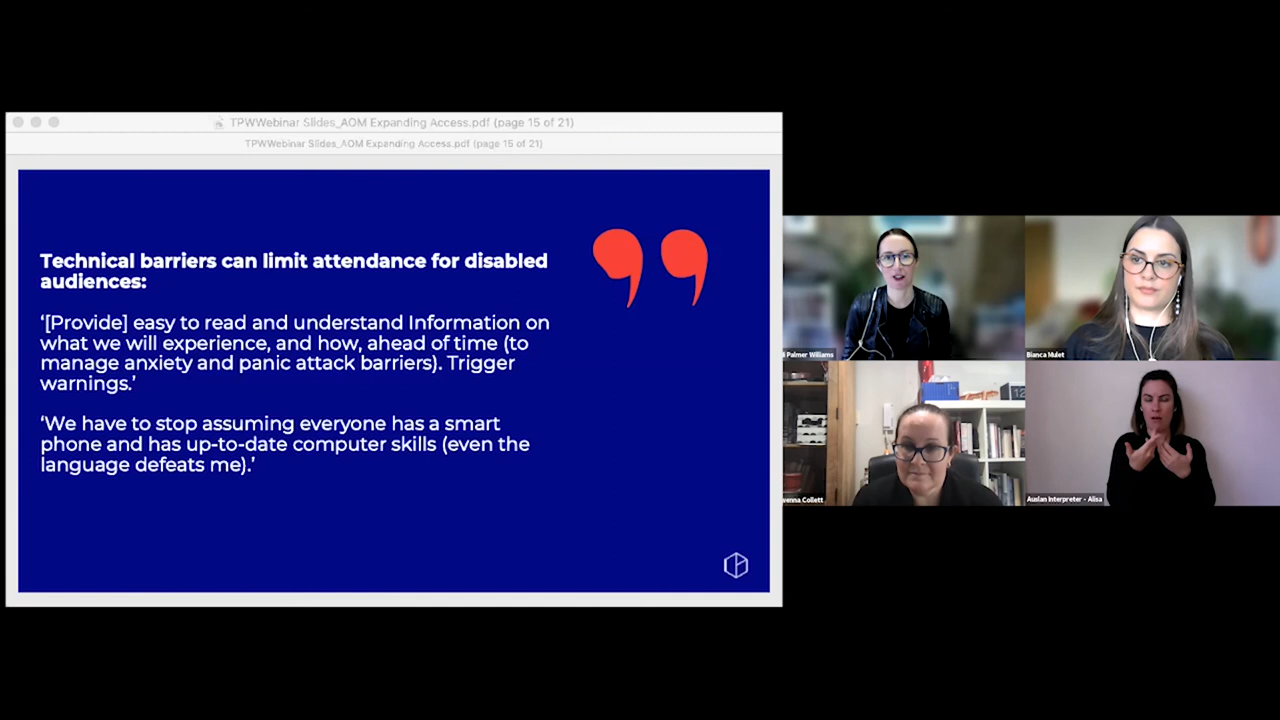 TPWWebinar Slides_AOM Expanding Access.pdf (page 15 of 21)
TPWWebinar Slides_AOM Expanding Access.pdf (page 15 of 21)
Technical barriers can limit attendance for disabled
audiences:
‘[Provide] easy to read and understand Information on
what we will experience, and how, ahead of time (to
manage anxiety and panic attack barriers). Trigger
warnings.’
‘We have to stop assuming everyone has a smart
phone and has up-to-date computer skills (even the
language defeats me).’
Palmer Williams
Bianca Mulet
Collett
Auslan Interpreter - Alisa